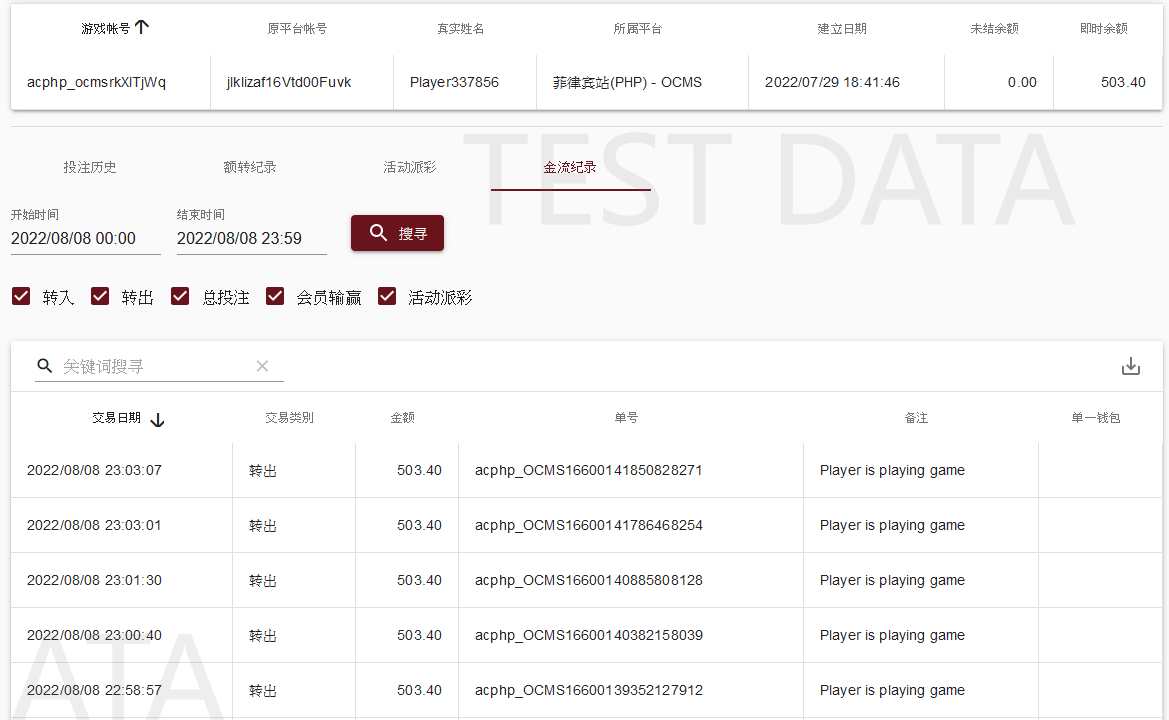 游戏帐号 原平台帐号 真实姓名 所属平台 建立日期 未结余额 即时余额
acphp_ocmsrkXlTjWq jlklizaf16Vtd00Fuvk Player337856 菲律宾站(PHP) - OCMS 2022/07/29 18:41:46 0.00 503.40
TEST DATA
投注历史 额转纪录 活动派彩 金流纪录
开始时间 结束时间
2022/08/08 00:00 2022/08/08 23:59 搜寻
转入 转出 总投注 会员输赢 活动派彩
关键词搜寻
交易日期 交易类别 金额 单号 备注 单一钱包
2022/08/08 23:03:07 转出 503.40 acphp_OCMS16600141850828271 Player is playing game
2022/08/08 23:03:01 转出 503.40 acphp_OCMS16600141786468254 Player is playing game
2022/08/08 23:01:30 转出 503.40 acphp_OCMS16600140885808128 Player is playing game
2022/08/08 23:00:40 转出 503.40 acphp_OCMS16600140382158039 Player is playing game
ATA
2022/08/08 22:58:57 转出 503.40 acphp_OCMS16600139352127912 Player is playing game